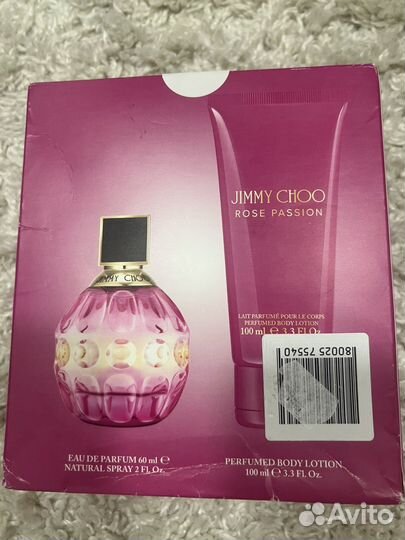 JIMMY CHOO
ROSE PASSION
JIMMY CHOO
LAIT PARFUMÉ POUR LE CORPS
PERFUMED BODY LOTION
100 ml ℮ 3.3 Fl. Oz.
80025 75540
EAU DE PARFUM 60 ml ℮
NATURAL SPRAY 2 Fl. Oz.
PERFUMED BODY LOTION
100 ml ℮ 3.3 Fl. Oz.
Avito